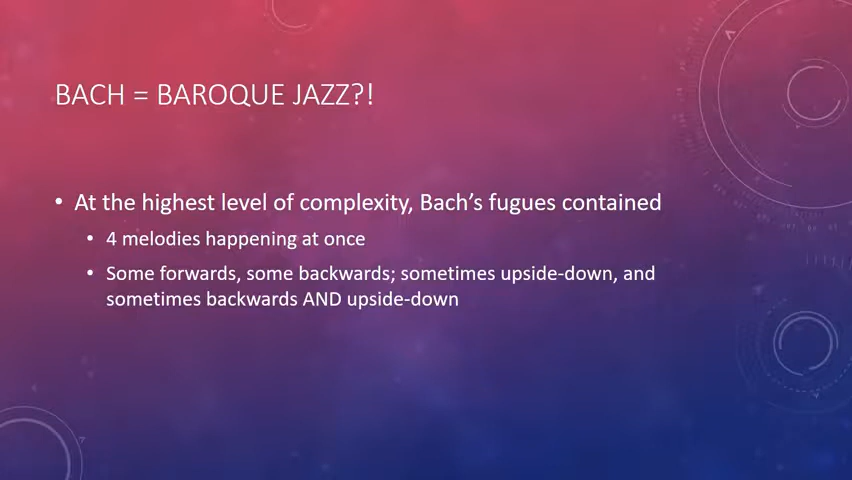 BACH = BAROQUE JAZZ?!
• At the highest level of complexity, Bach's fugues contained
• 4 melodies happening at once
• Some forwards, some backwards; sometimes upside-down, and
sometimes backwards AND upside-down